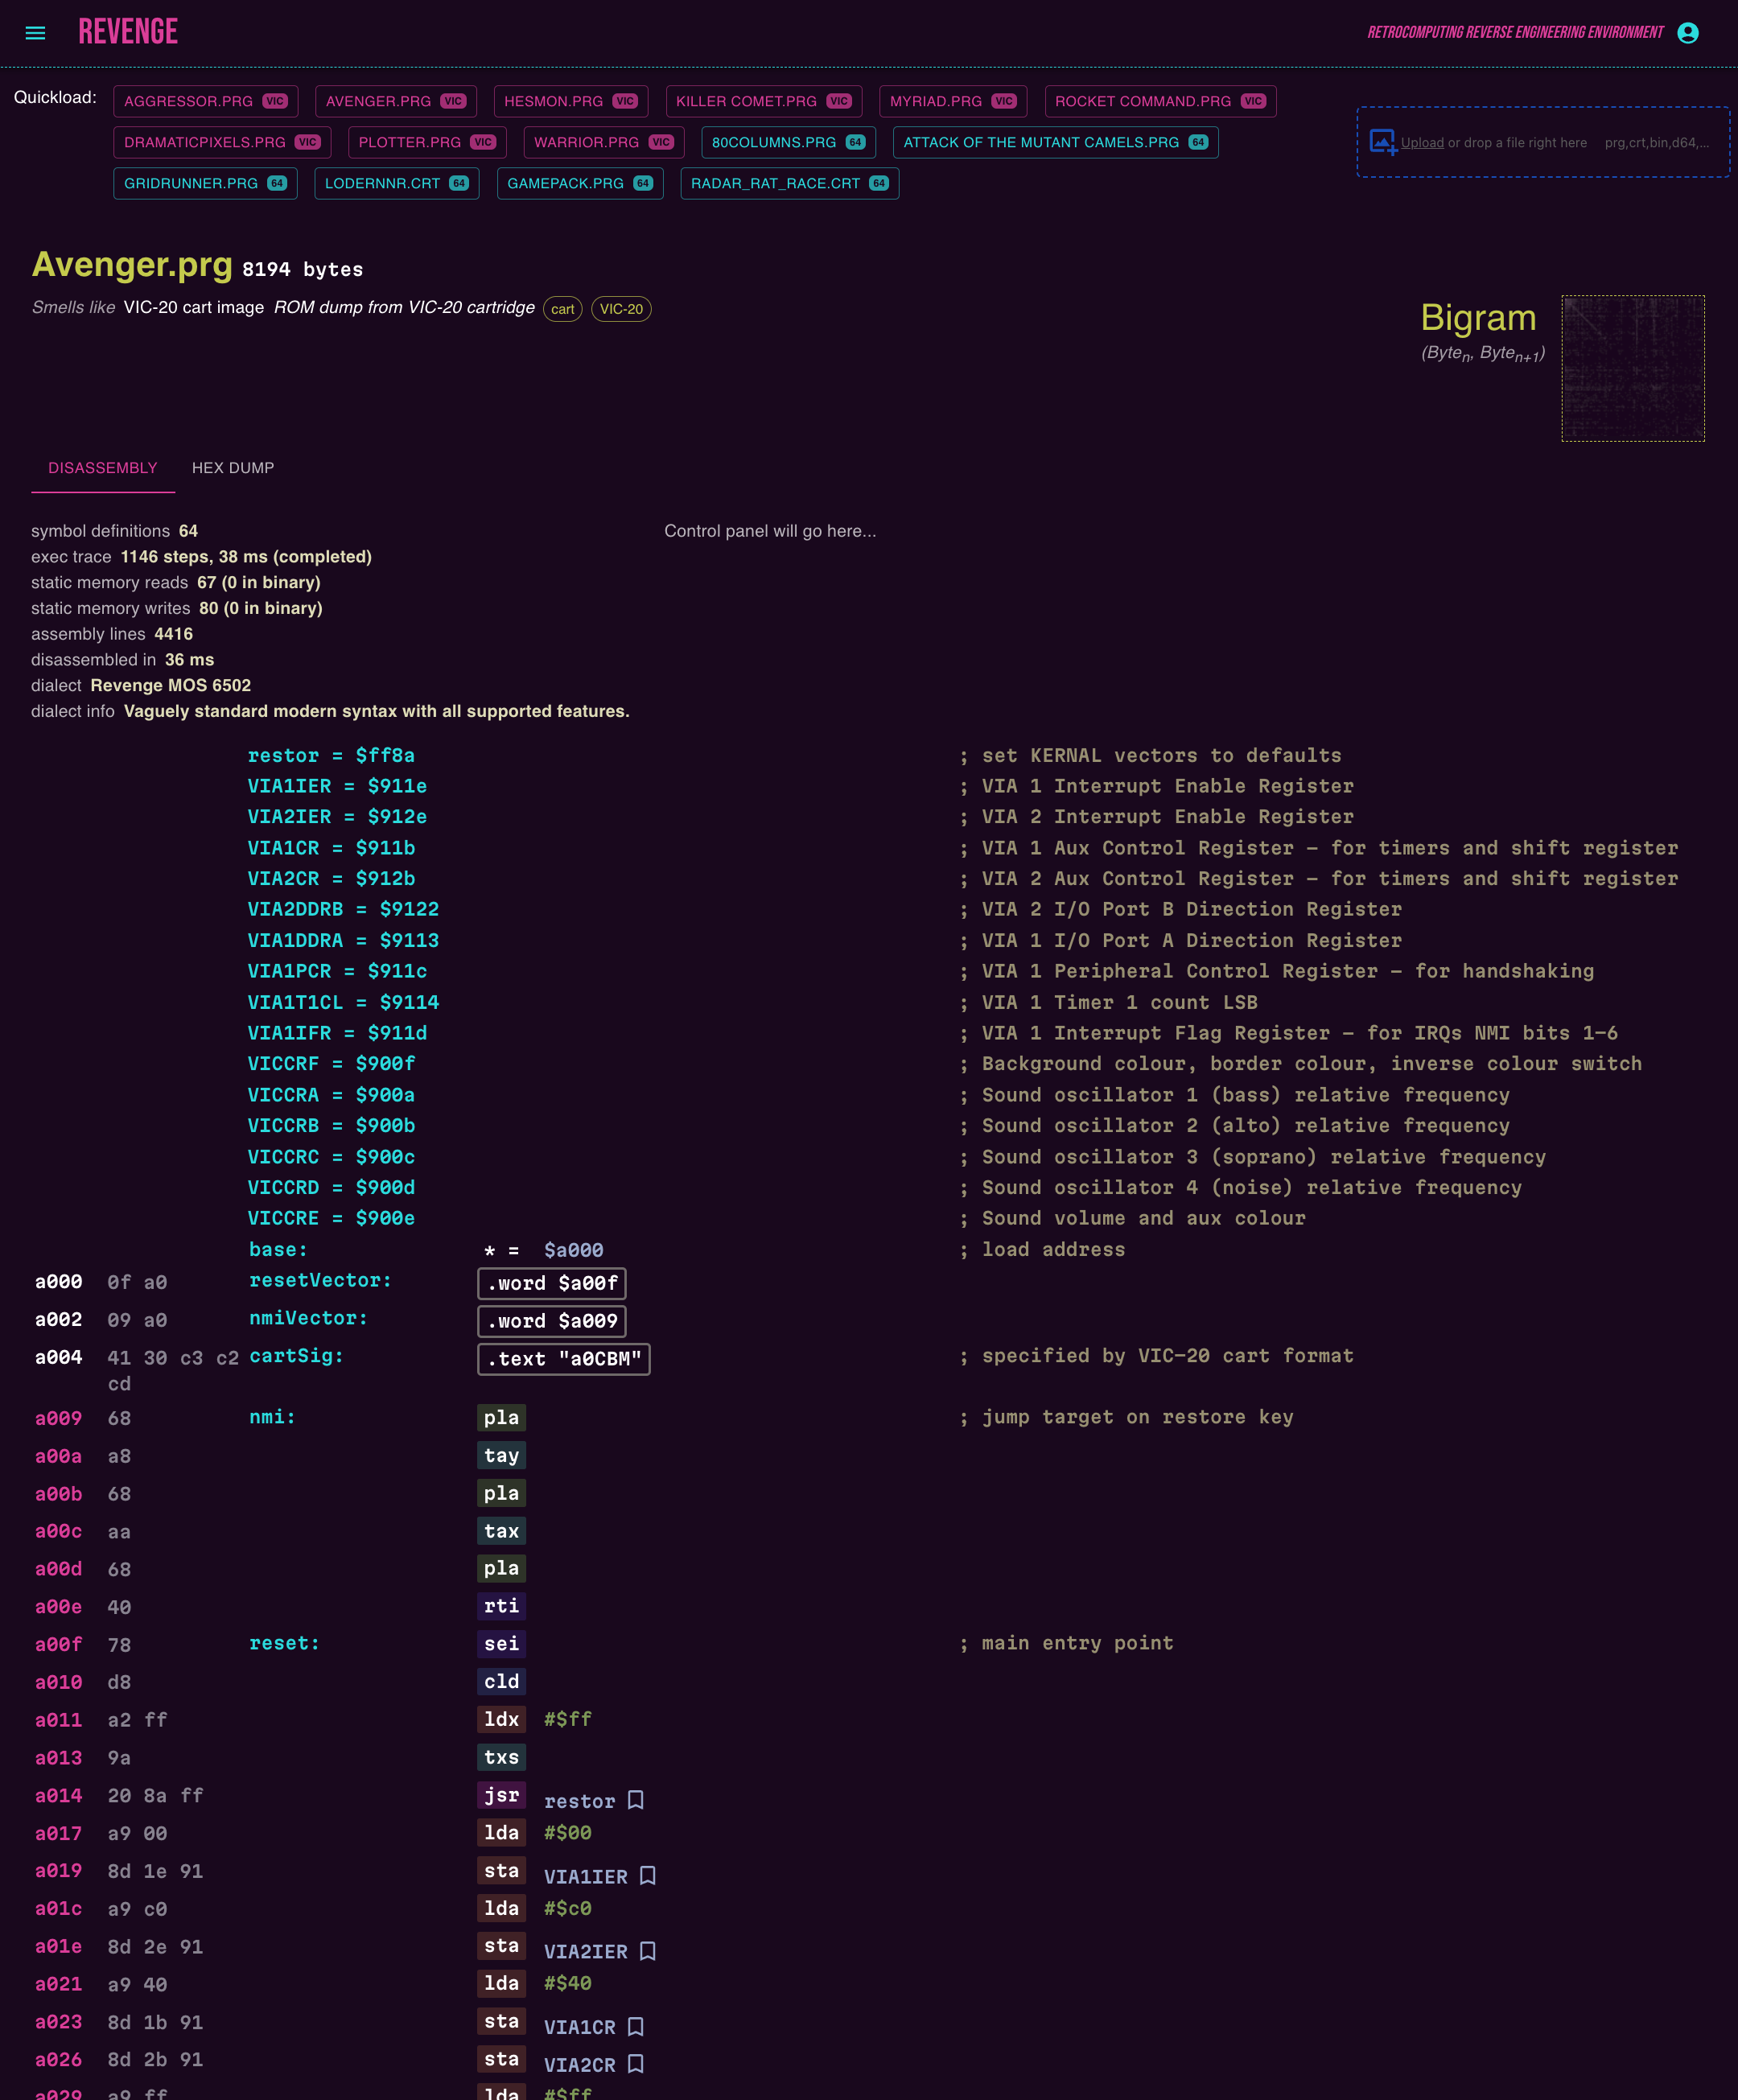 REVENGE
RETROCOMPUTING REVERSE ENGINEERING ENVIRONMENT
Quickload:
AGGRESSOR.PRG VIC AVENGER.PRG VIC HESMON.PRG VIC KILLER COMET.PRG VIC MYRIAD.PRG VIC ROCKET COMMAND.PRG VIC
DRAMATICPIXELS.PRG VIC PLOTTER.PRG VIC WARRIOR.PRG VIC 80COLUMNS.PRG 64 ATTACK OF THE MUTANT CAMELS.PRG 64
GRIDRUNNER.PRG 64 LODERNNR.CRT 64 GAMEPACK.PRG 64 RADAR_RAT_RACE.CRT 64
Upload or drop a file right here prg,crt,bin,d64,...
Avenger.prg 8194 bytes
Smells like VIC-20 cart image ROM dump from VIC-20 cartridge cart VIC-20
Bigram
(Byten, Byten+1)
DISASSEMBLY HEX DUMP
symbol definitions 64
exec trace 1146 steps, 38 ms (completed)
static memory reads 67 (0 in binary)
static memory writes 80 (0 in binary)
assembly lines 4416
disassembled in 36 ms
dialect Revenge MOS 6502
dialect info Vaguely standard modern syntax with all supported features.
Control panel will go here...
restor = $ff8a ; set KERNAL vectors to defaults
VIA1IER = $911e ; VIA 1 Interrupt Enable Register
VIA2IER = $912e ; VIA 2 Interrupt Enable Register
VIA1CR = $911b ; VIA 1 Aux Control Register – for timers and shift register
VIA2CR = $912b ; VIA 2 Aux Control Register – for timers and shift register
VIA2DDRB = $9122 ; VIA 2 I/O Port B Direction Register
VIA1DDRA = $9113 ; VIA 1 I/O Port A Direction Register
VIA1PCR = $911c ; VIA 1 Peripheral Control Register – for handshaking
VIA1T1CL = $9114 ; VIA 1 Timer 1 count LSB
VIA1IFR = $911d ; VIA 1 Interrupt Flag Register – for IRQs NMI bits 1–6
VICCRF = $900f ; Background colour, border colour, inverse colour switch
VICCRA = $900a ; Sound oscillator 1 (bass) relative frequency
VICCRB = $900b ; Sound oscillator 2 (alto) relative frequency
VICCRC = $900c ; Sound oscillator 3 (soprano) relative frequency
VICCRD = $900d ; Sound oscillator 4 (noise) relative frequency
VICCRE = $900e ; Sound volume and aux colour
base: * = $a000 ; load address
a000 0f a0 resetVector: .word $a00f
a002 09 a0 nmiVector: .word $a009
a004 41 30 c3 c2 cartSig: .text "a0CBM" ; specified by VIC–20 cart format
cd
a009 68 nmi: pla ; jump target on restore key
a00a a8 tay
a00b 68 pla
a00c aa tax
a00d 68 pla
a00e 40 rti
a00f 78 reset: sei ; main entry point
a010 d8 cld
a011 a2 ff ldx #$ff
a013 9a txs
a014 20 8a ff jsr restor
a017 a9 00 lda #$00
a019 8d 1e 91 sta VIA1IER
a01c a9 c0 lda #$c0
a01e 8d 2e 91 sta VIA2IER
a021 a9 40 lda #$40
a023 8d 1b 91 sta VIA1CR
a026 8d 2b 91 sta VIA2CR
a029 a9 ff lda #$ff